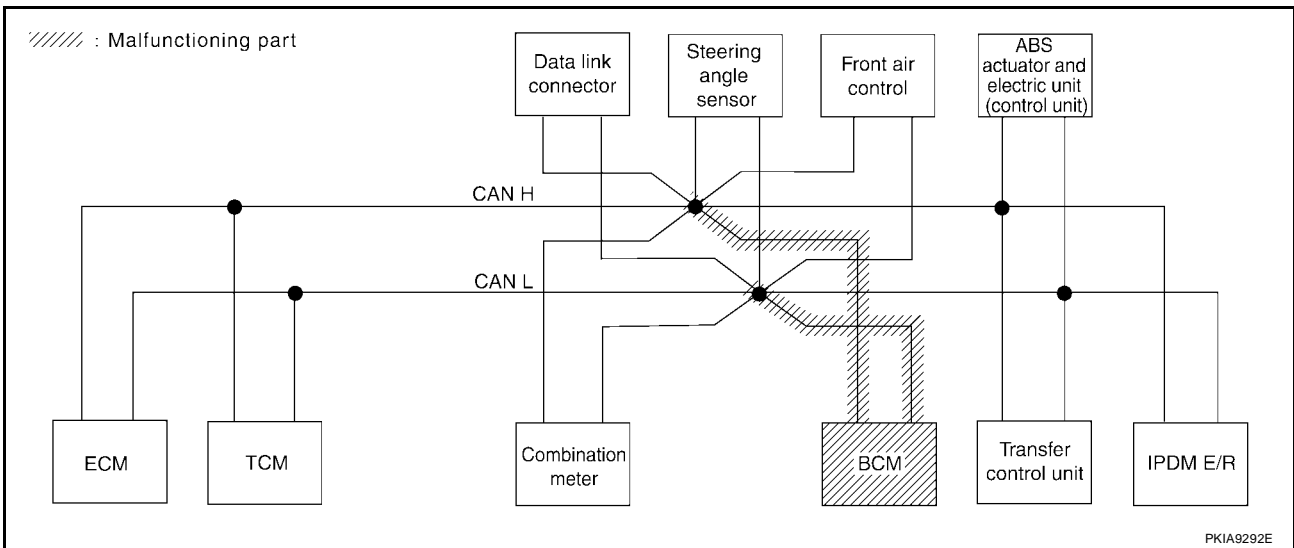 : Malfunctioning part
Data link
connector
Steering
angle
sensor
Front air
control
ABS
actuator and
electric unit
(control unit)
CAN H
CAN L
ECM
TCM
Combination
meter
BCM
Transfer
control unit
IPDM E/R
PKIA9292E